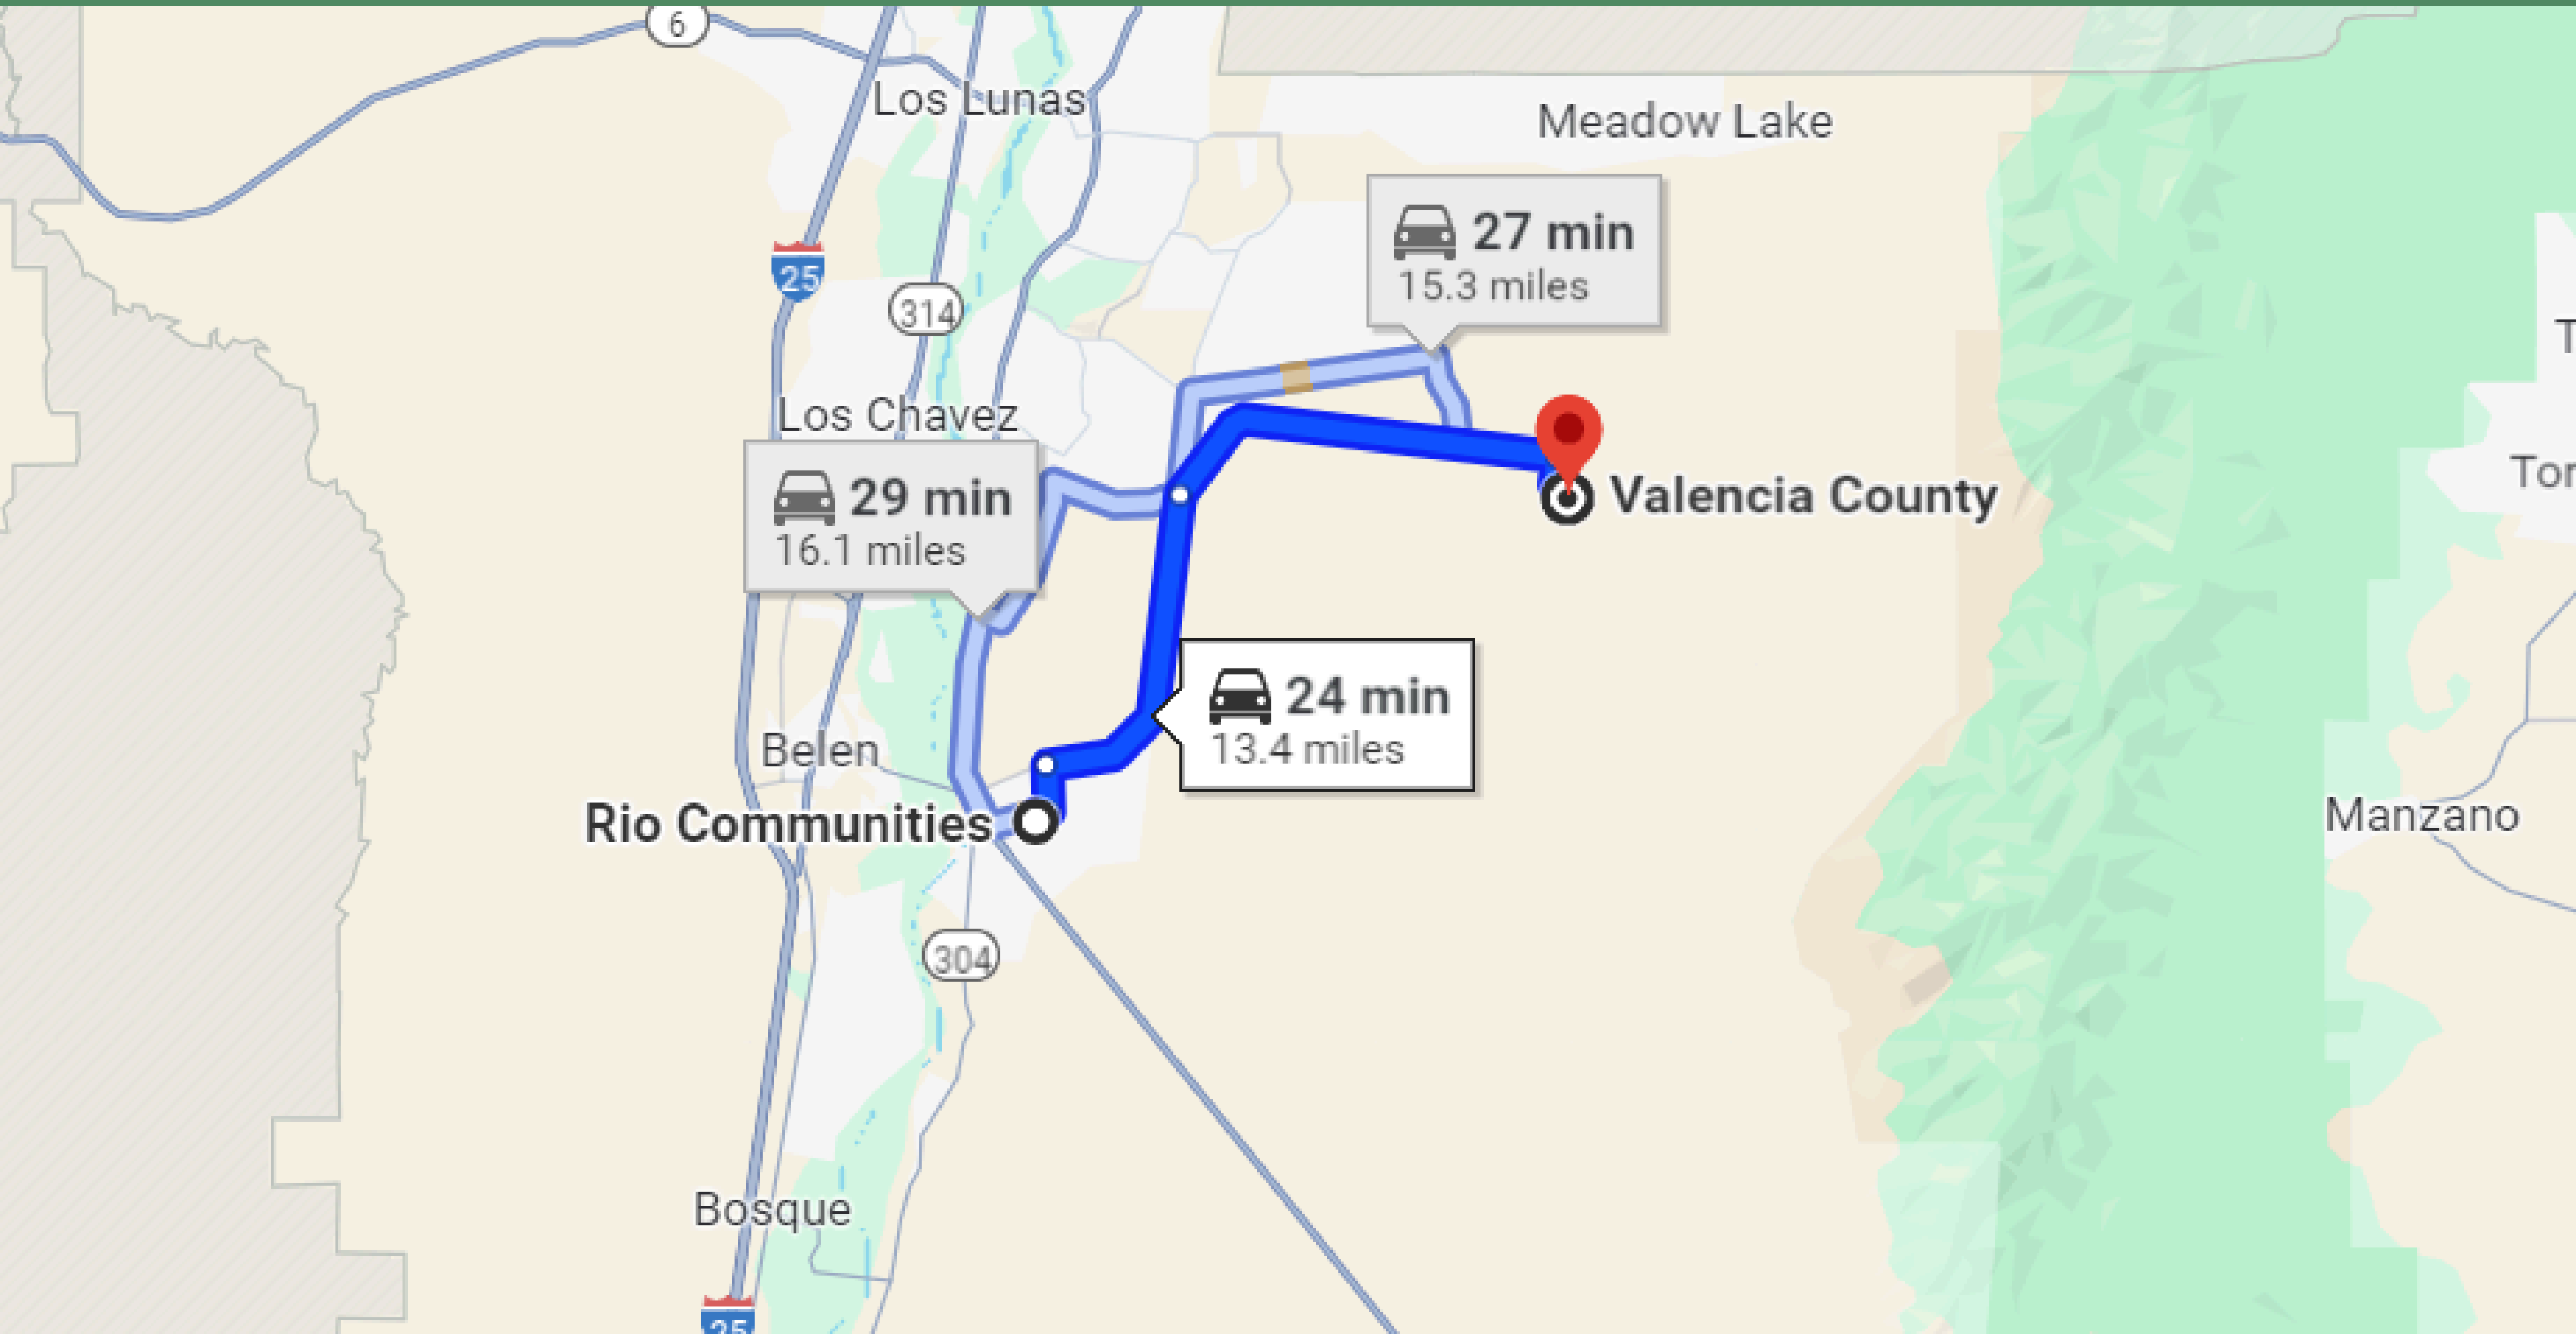 6
Los Lunas
Meadow Lake
27 min
15.3 miles
25
314
Los Chavez
29 min
16.1 miles
Valencia County
24 min
13.4 miles
Belen
Rio Communities
Manzano
304
Bosque
25